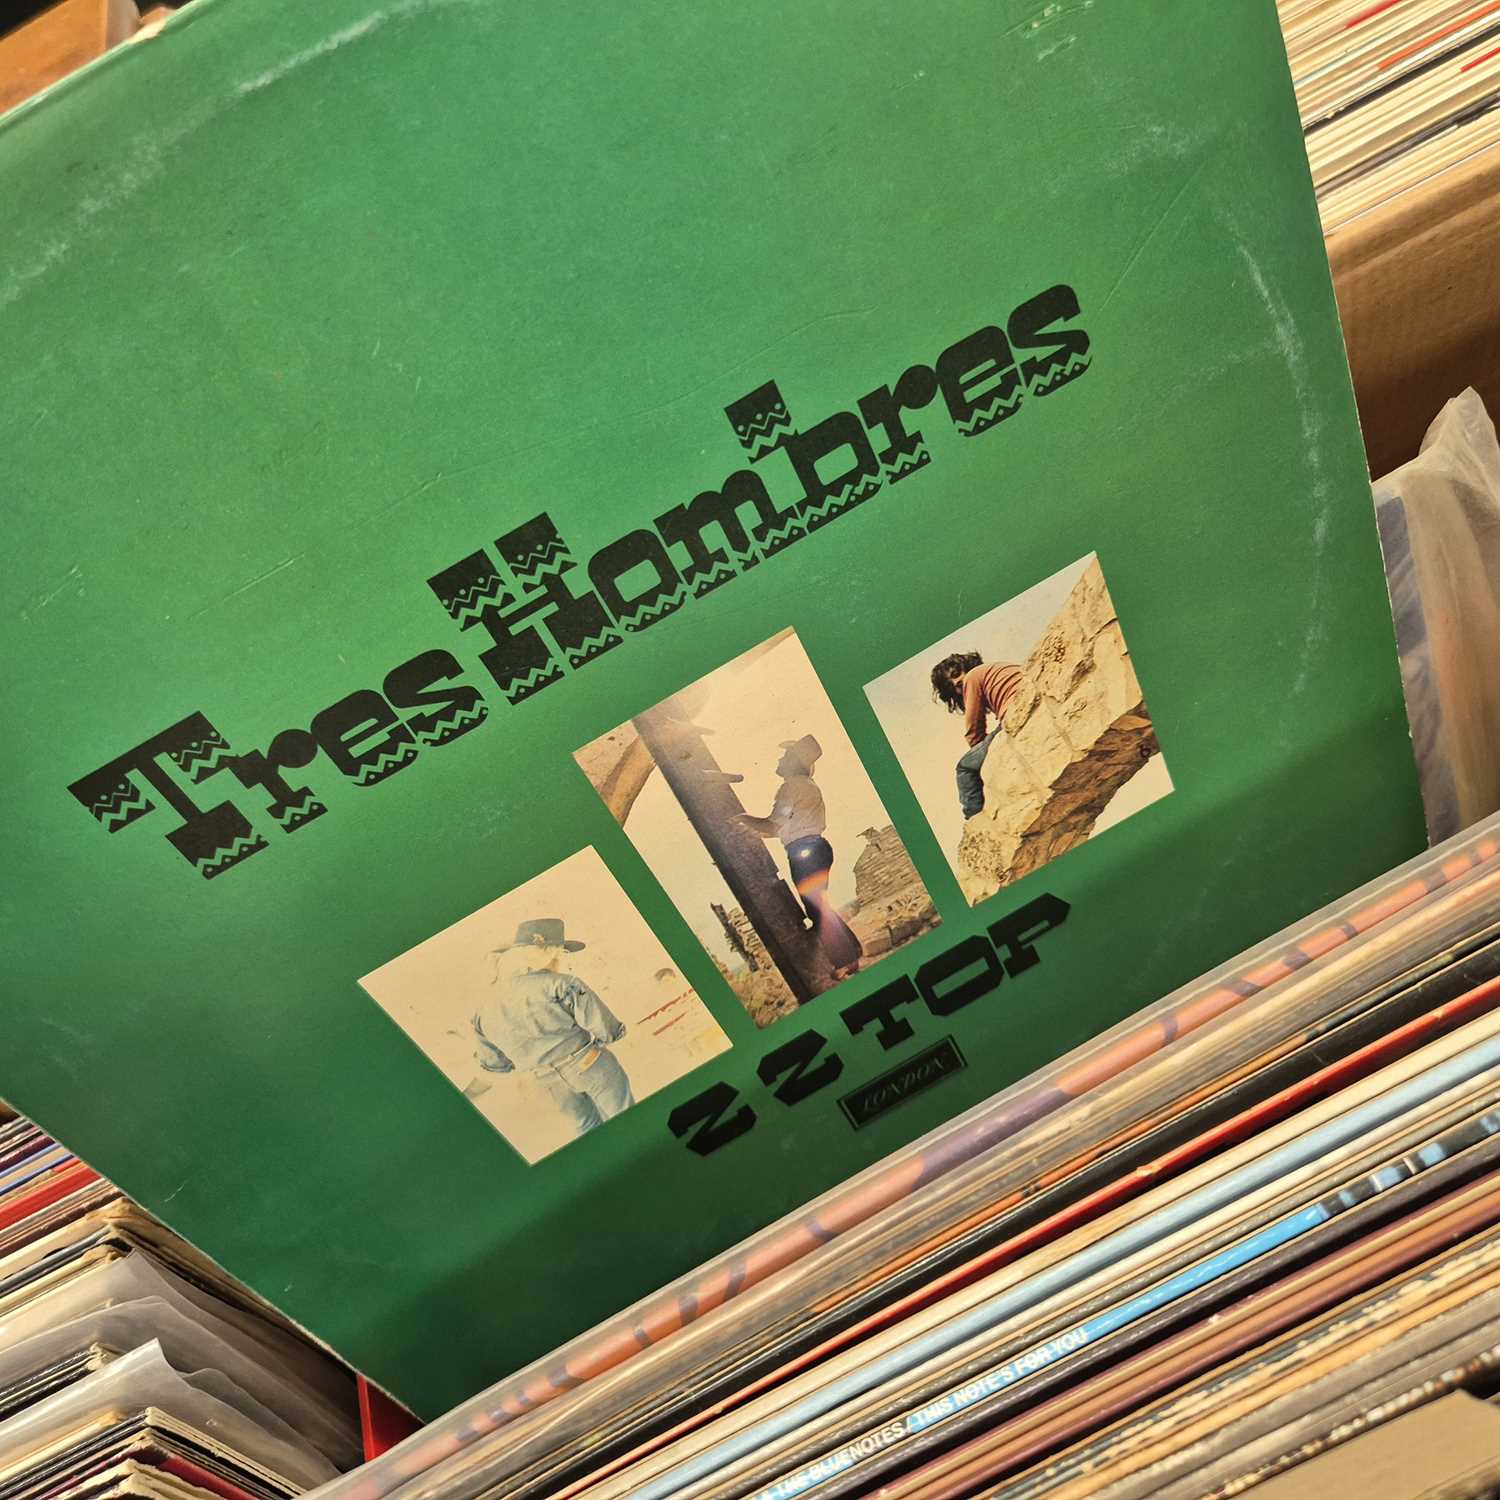 Tres Hombres
ZZ TOP
LONDON
THE BLUENOTES / THIS NOTE'S FOR YOU